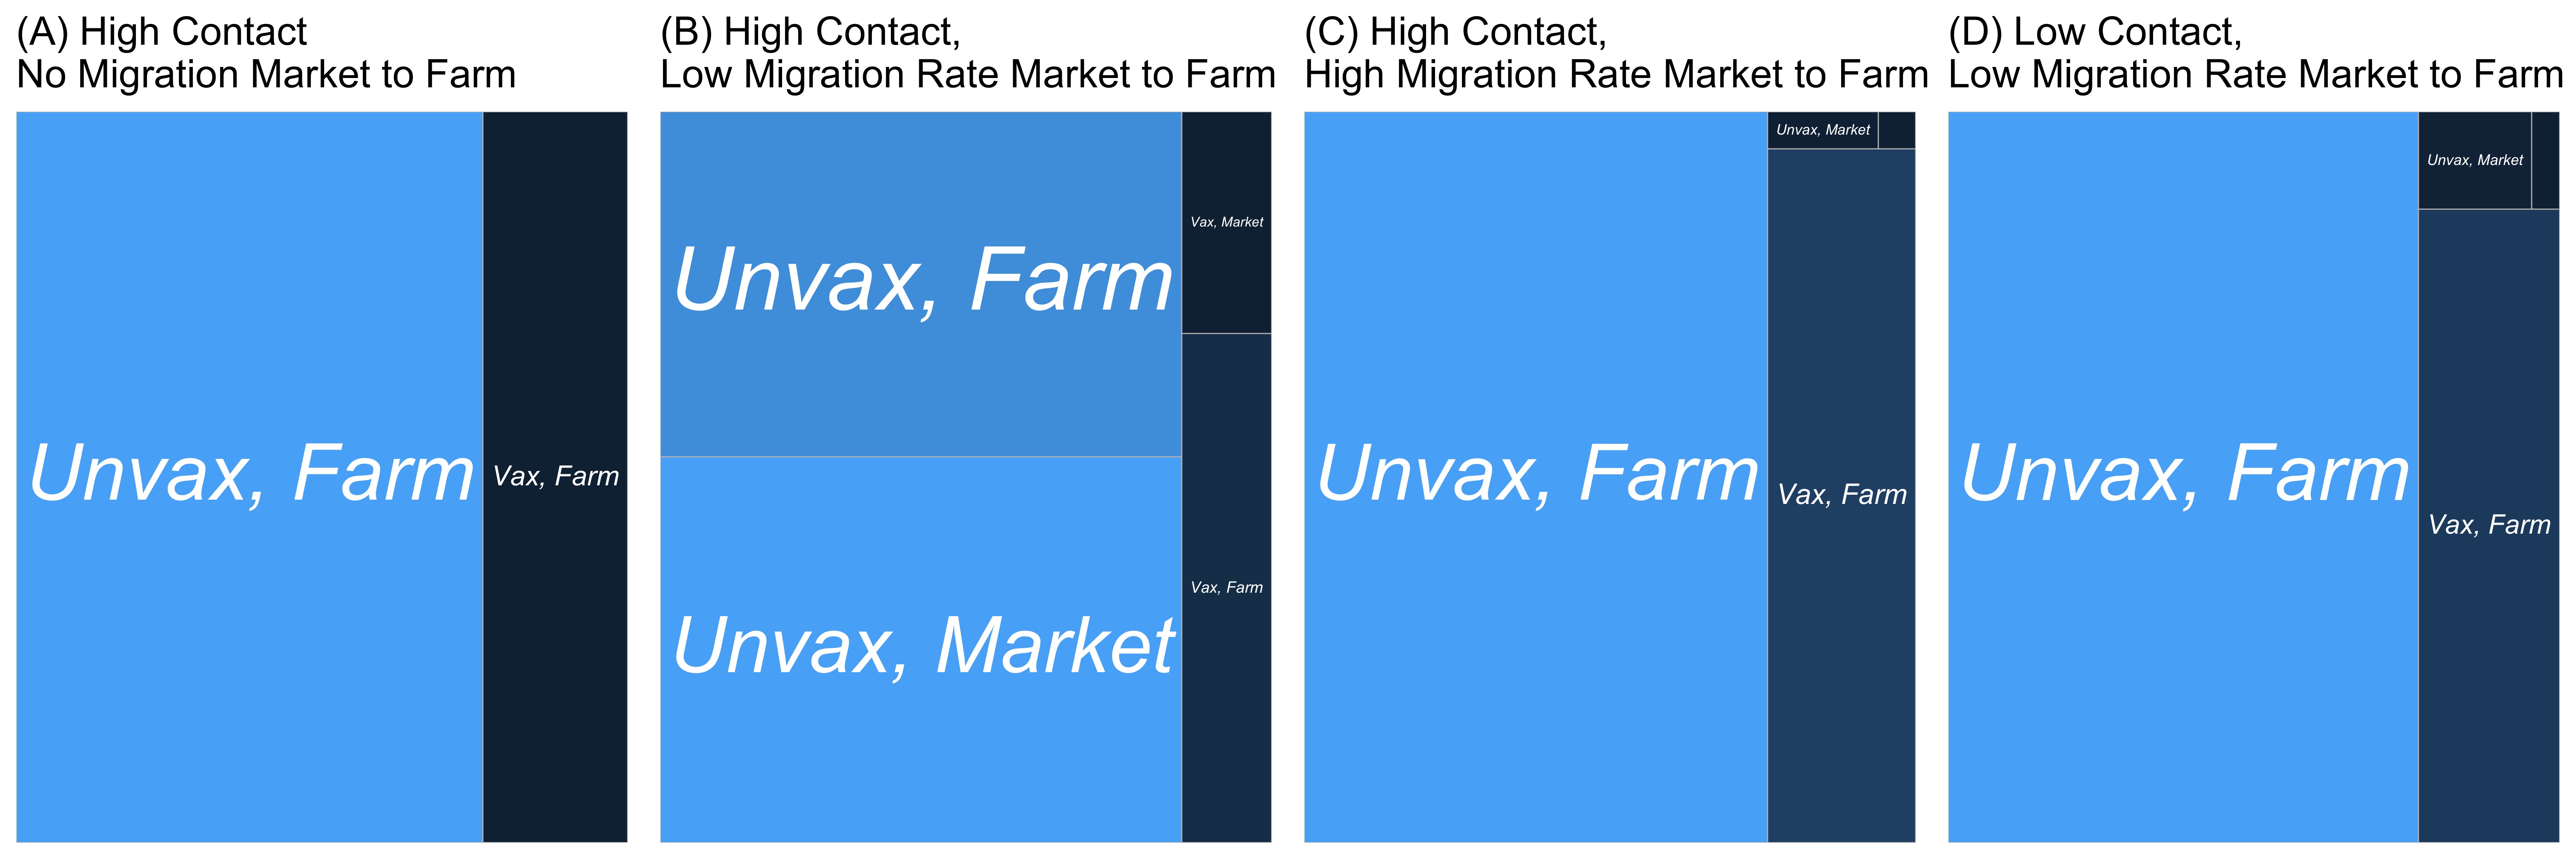 (A) High Contact
No Migration Market to Farm
Unvax, Farm
Vax, Farm
(B) High Contact,
Low Migration Rate Market to Farm
Unvax, Farm
Vax, Market
Unvax, Market
Vax, Farm
(C) High Contact,
High Migration Rate Market to Farm
Unvax, Market
Unvax, Farm
Vax, Farm
(D) Low Contact,
Low Migration Rate Market to Farm
Unvax, Market
Unvax, Farm
Vax, Farm